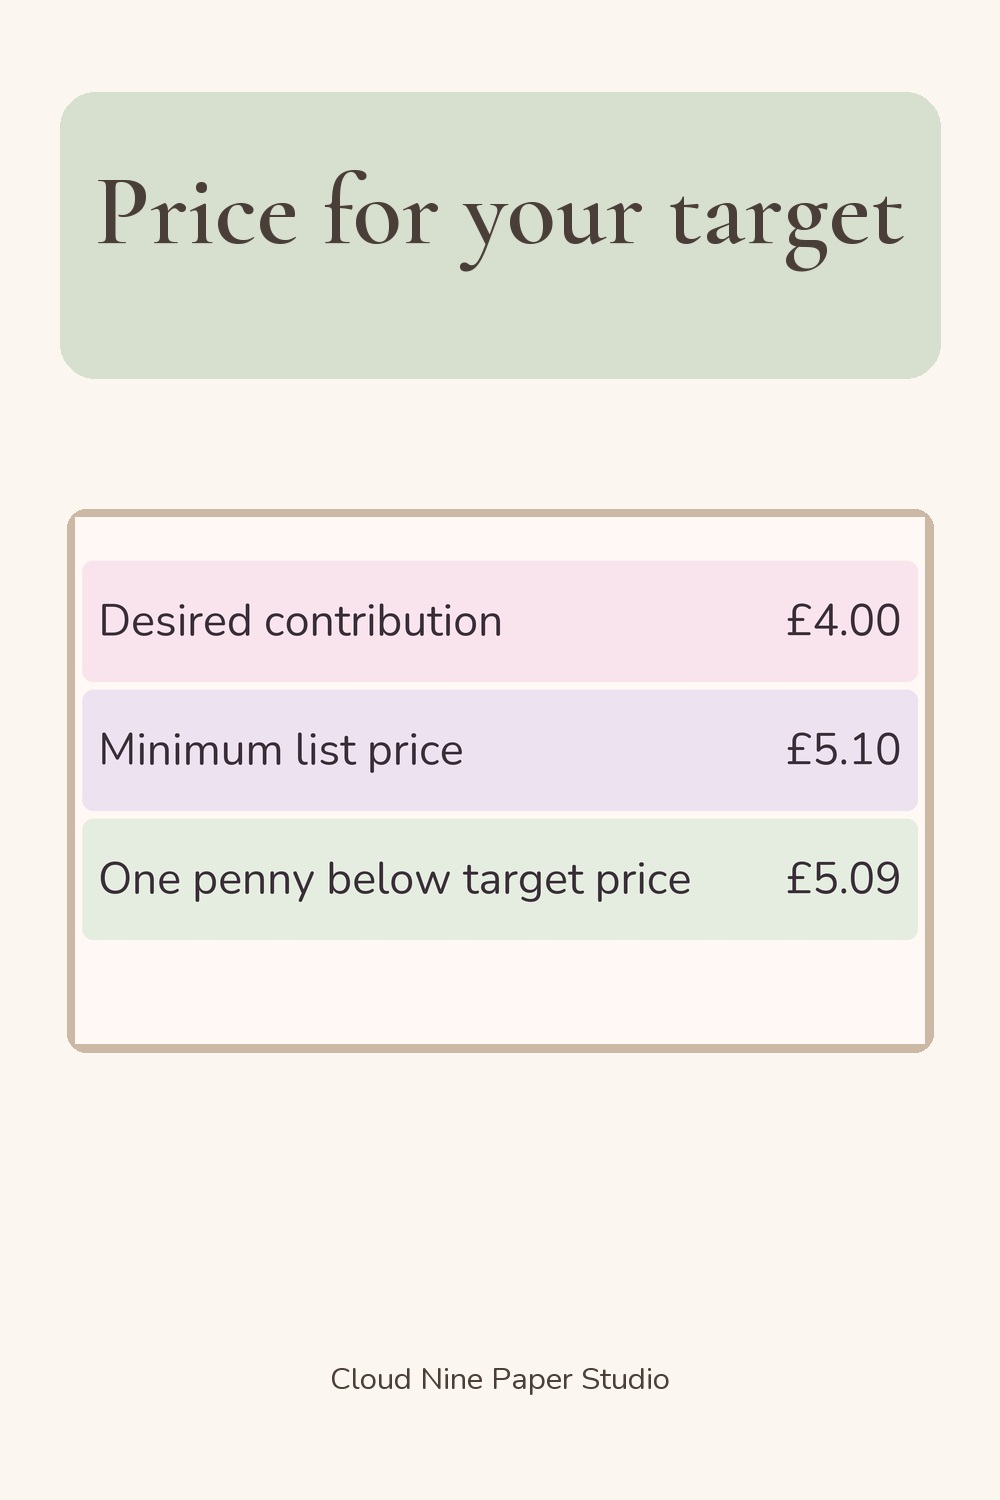 Price for your target
Desired contribution £4.00
Minimum list price £5.10
One penny below target price £5.09
Cloud Nine Paper Studio